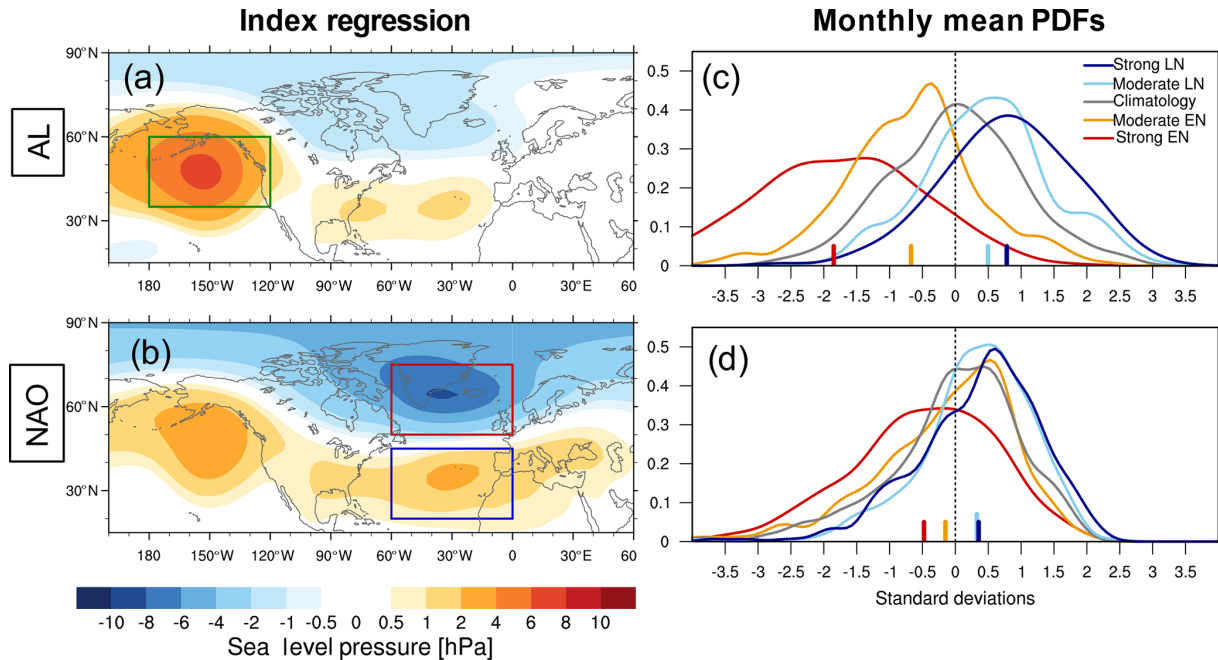 Index regression
Monthly mean PDFs
AL
(a)
90°N
60°N
30°N
180 150°W 120°W 90°W 60°W 30°W 0 30°E 60
(c)
0.5
0.4
0.3
0.2
0.1
0
Strong LN
Moderate LN
Climatology
Moderate EN
Strong EN
-3.5 -3 -2.5 -2 -1.5 -1 -0.5 0 0.5 1 1.5 2 2.5 3 3.5
NAO
(b)
90°N
60°N
30°N
180 150°W 120°W 90°W 60°W 30°W 0 30°E 60
(d)
0.5
0.4
0.3
0.2
0.1
0
-3.5 -3 -2.5 -2 -1.5 -1 -0.5 0 0.5 1 1.5 2 2.5 3 3.5
Standard deviations
-10 -8 -6 -4 -2 -1 -0.5 0 0.5 1 2 4 6 8 10
Sea level pressure [hPa]